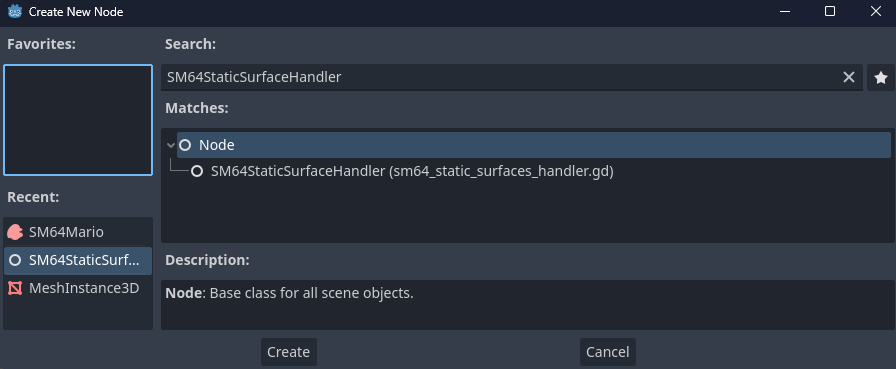 Create New Node
Favorites:
Search:
SM64StaticSurfaceHandler
Matches:
Node
SM64StaticSurfaceHandler (sm64_static_surfaces_handler.gd)
Recent:
SM64Mario
SM64StaticSurf...
MeshInstance3D
Description:
Node: Base class for all scene objects.
Create
Cancel